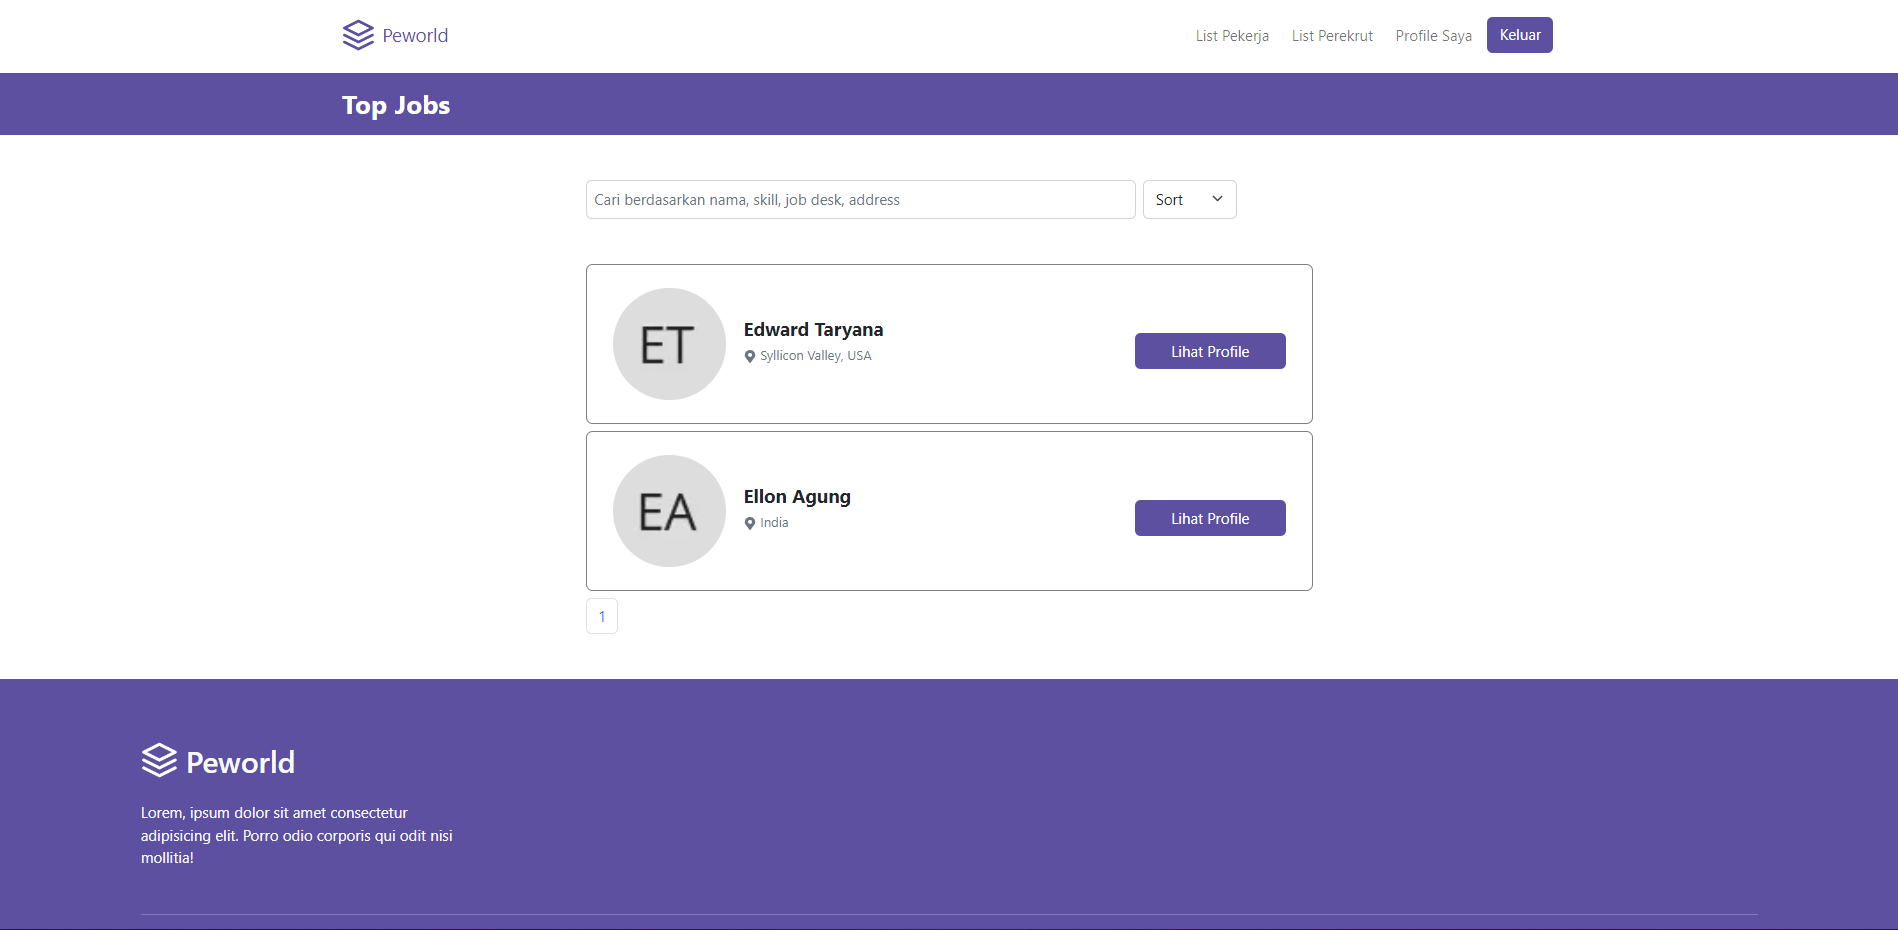 Peworld
List Pekerja
List Perekrut
Profile Saya
Keluar
Top Jobs
Cari berdasarkan nama, skill, job desk, address
Sort
ET
Edward Taryana
Syllicon Valley, USA
Lihat Profile
EA
Ellon Agung
India
Lihat Profile
1
Peworld
Lorem, ipsum dolor sit amet consectetur
adipisicing elit. Porro odio corporis qui odit nisi
mollitia!